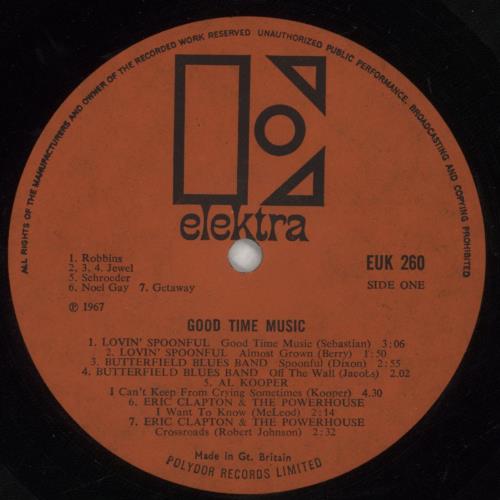 ALL RIGHTS OF THE MANUFACTURERS AND OWNER OF THE RECORDED WORK RESERVED UNAUTHORIZED PUBLIC PERFORMANCE, BROADCASTING AND COPYING PROHIBITED
elektra
1. Robbins
2. 3. 4. Jewel
5. Schroeder
6. Noel Gay 7. Getaway
℗ 1967
EUK 260
SIDE ONE
GOOD TIME MUSIC
1. LOVIN' SPOONFUL Good Time Music (Sebastian) 3:06
2. LOVIN' SPOONFUL Almost Grown (Berry) 1:50
3. BUTTERFIELD BLUES BAND Spoonful (Dixon) 2:55
4. BUTTERFIELD BLUES BAND Off The Wall (Jacobs) 2.02
5. AL KOOPER
I Can't Keep From Crying Sometimes (Kooper) 4.30
6. ERIC CLAPTON & THE POWERHOUSE
I Want To Know (McLeod) 2:14
7. ERIC CLAPTON & THE POWERHOUSE
Crossroads (Robert Johnson) 2:32
Made in Gt. Britain
POLYDOR RECORDS LIMITED